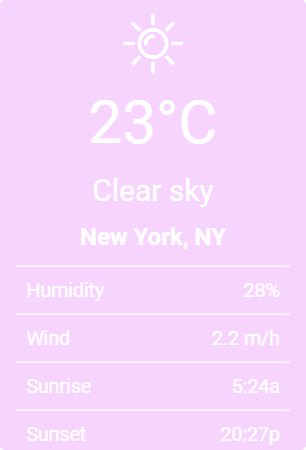 23°C
Clear sky
New York, NY
Humidity 28%
Wind 2.2 m/h
Sunrise 5:24a
Sunset 20:27p